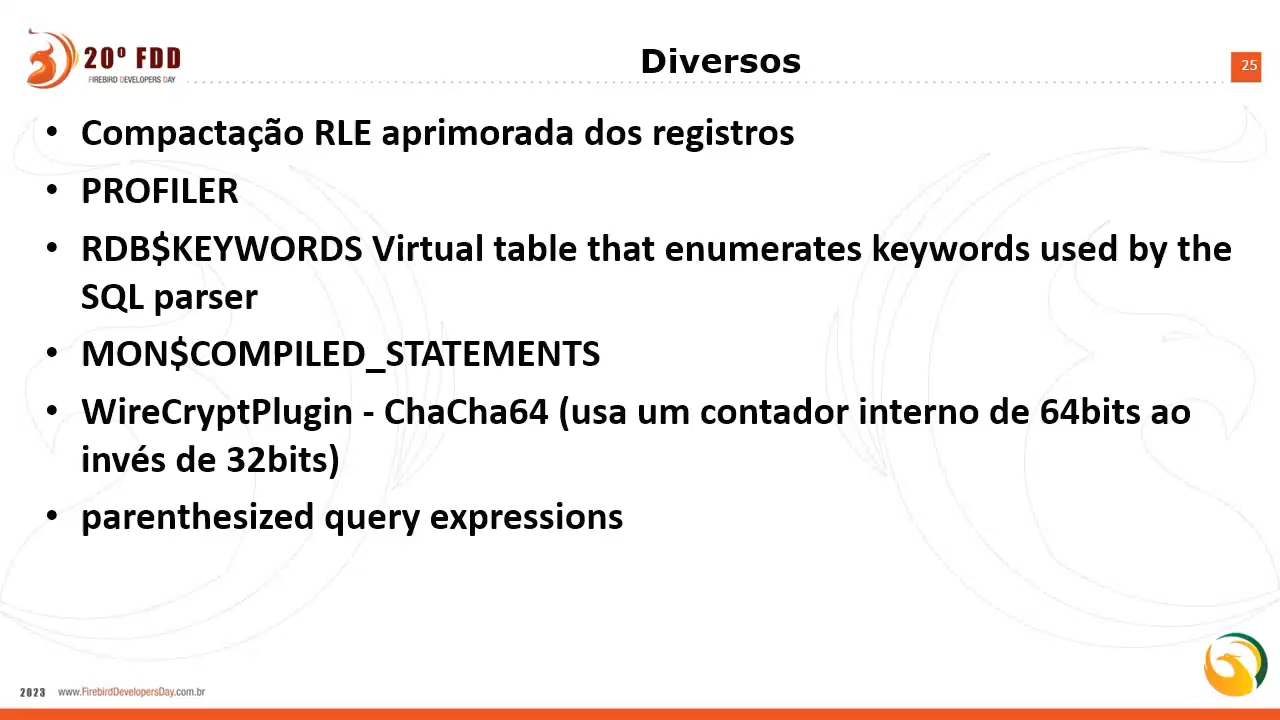 20º FDD
FIREBIRD DEVELOPERS DAY
Diversos
25
• Compactação RLE aprimorada dos registros
• PROFILER
• RDB$KEYWORDS Virtual table that enumerates keywords used by the
SQL parser
• MON$COMPILED_STATEMENTS
• WireCryptPlugin - ChaCha64 (usa um contador interno de 64bits ao
invés de 32bits)
• parenthesized query expressions
2023 www.FirebirdDevelopersDay.com.br